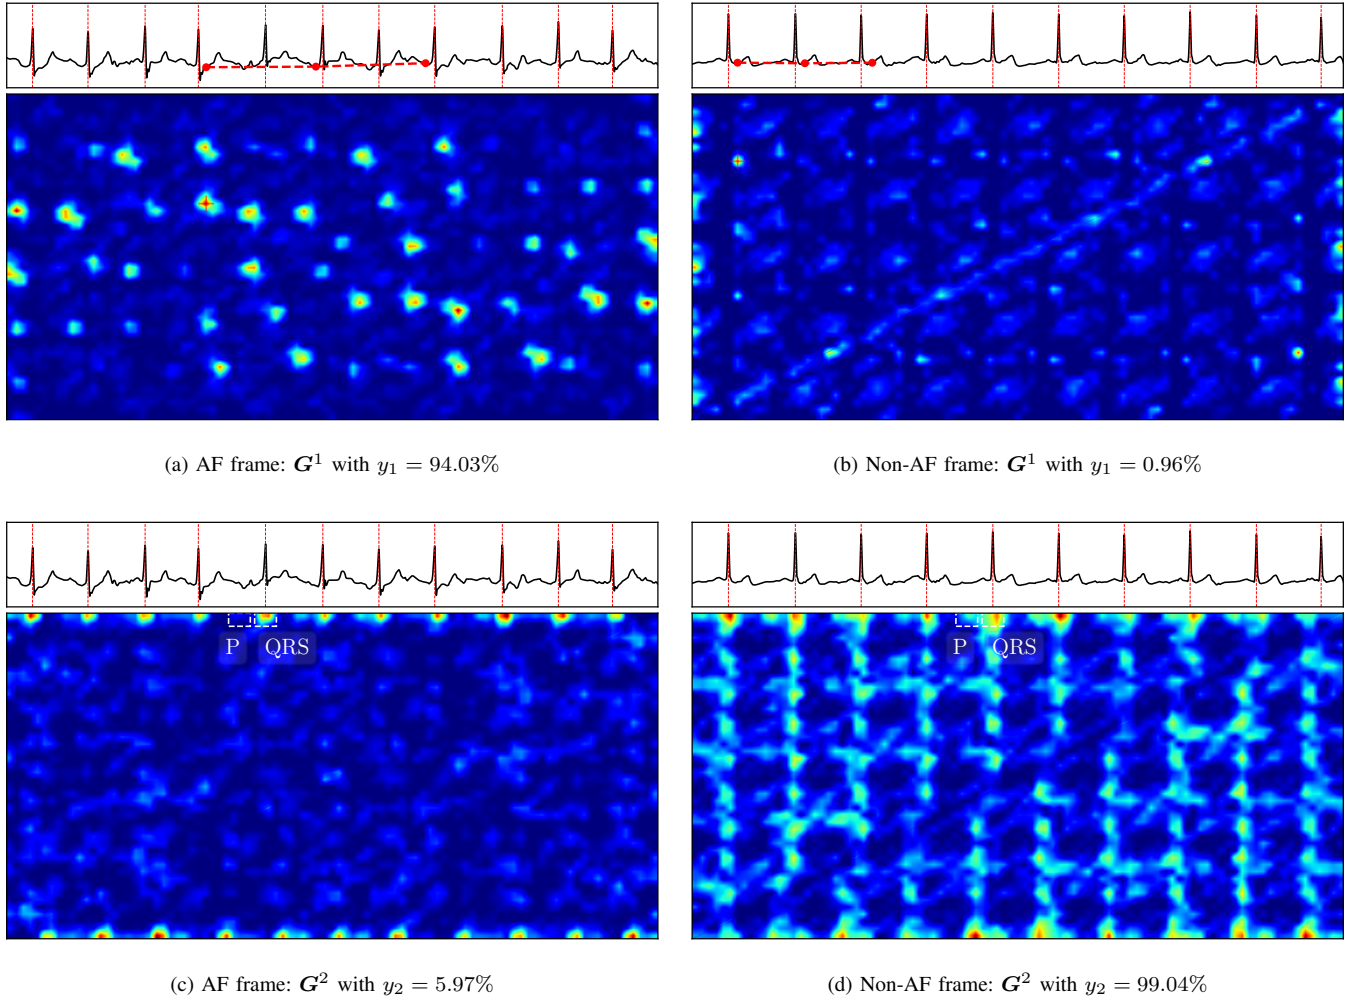 (a) AF frame: G¹ with y₁ = 94.03%
(b) Non-AF frame: G¹ with y₁ = 0.96%
P QRS
P QRS
(c) AF frame: G² with y₂ = 5.97%
(d) Non-AF frame: G² with y₂ = 99.04%